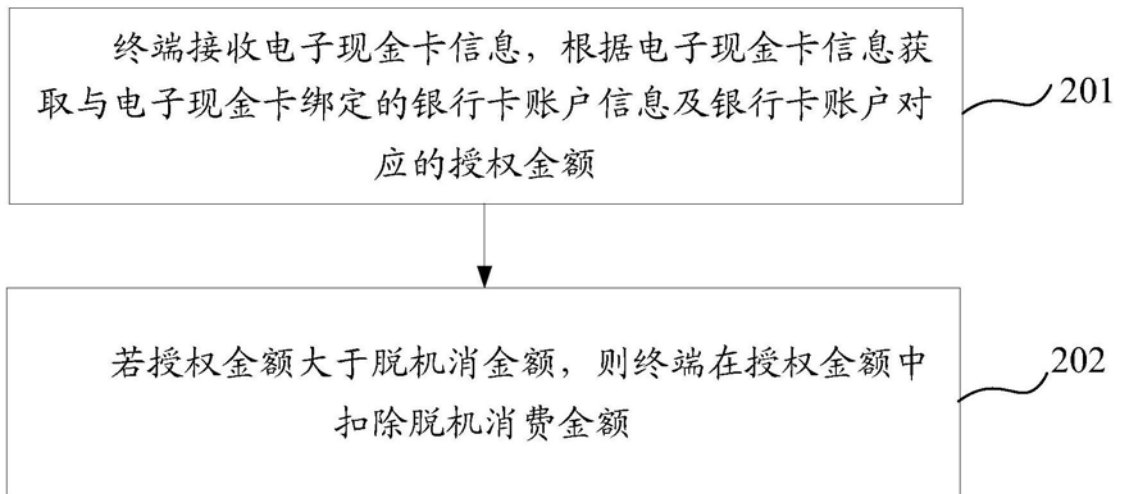 终端接收电子现金卡信息，根据电子现金卡信息获
取与电子现金卡绑定的银行卡账户信息及银行卡账户对
应的授权金额
201
若授权金额大于脱机消金额，则终端在授权金额中
扣除脱机消费金额
202